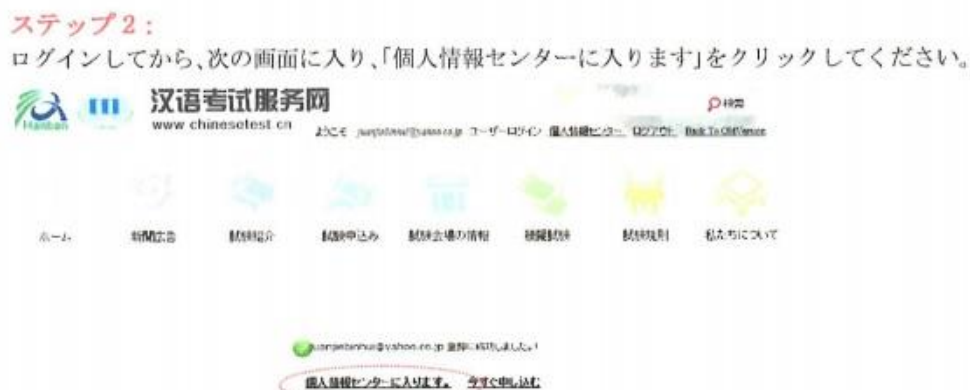 ステップ2：
ログインしてから、次の画面に入り、「個人情報センターに入ります」をクリックしてください。
Hanban
汉语考试服务网
www chinesetest cn
検索
ようこそ ユーザーログイン 個人情報センター ログアウト Back To OldVersion
ホーム 新聞広告 試験紹介 試験申込み 試験会場の情報 模擬試験 試験規則 私たちについて
登録に成功しました!
個人情報センターに入ります。 今すぐ申し込む